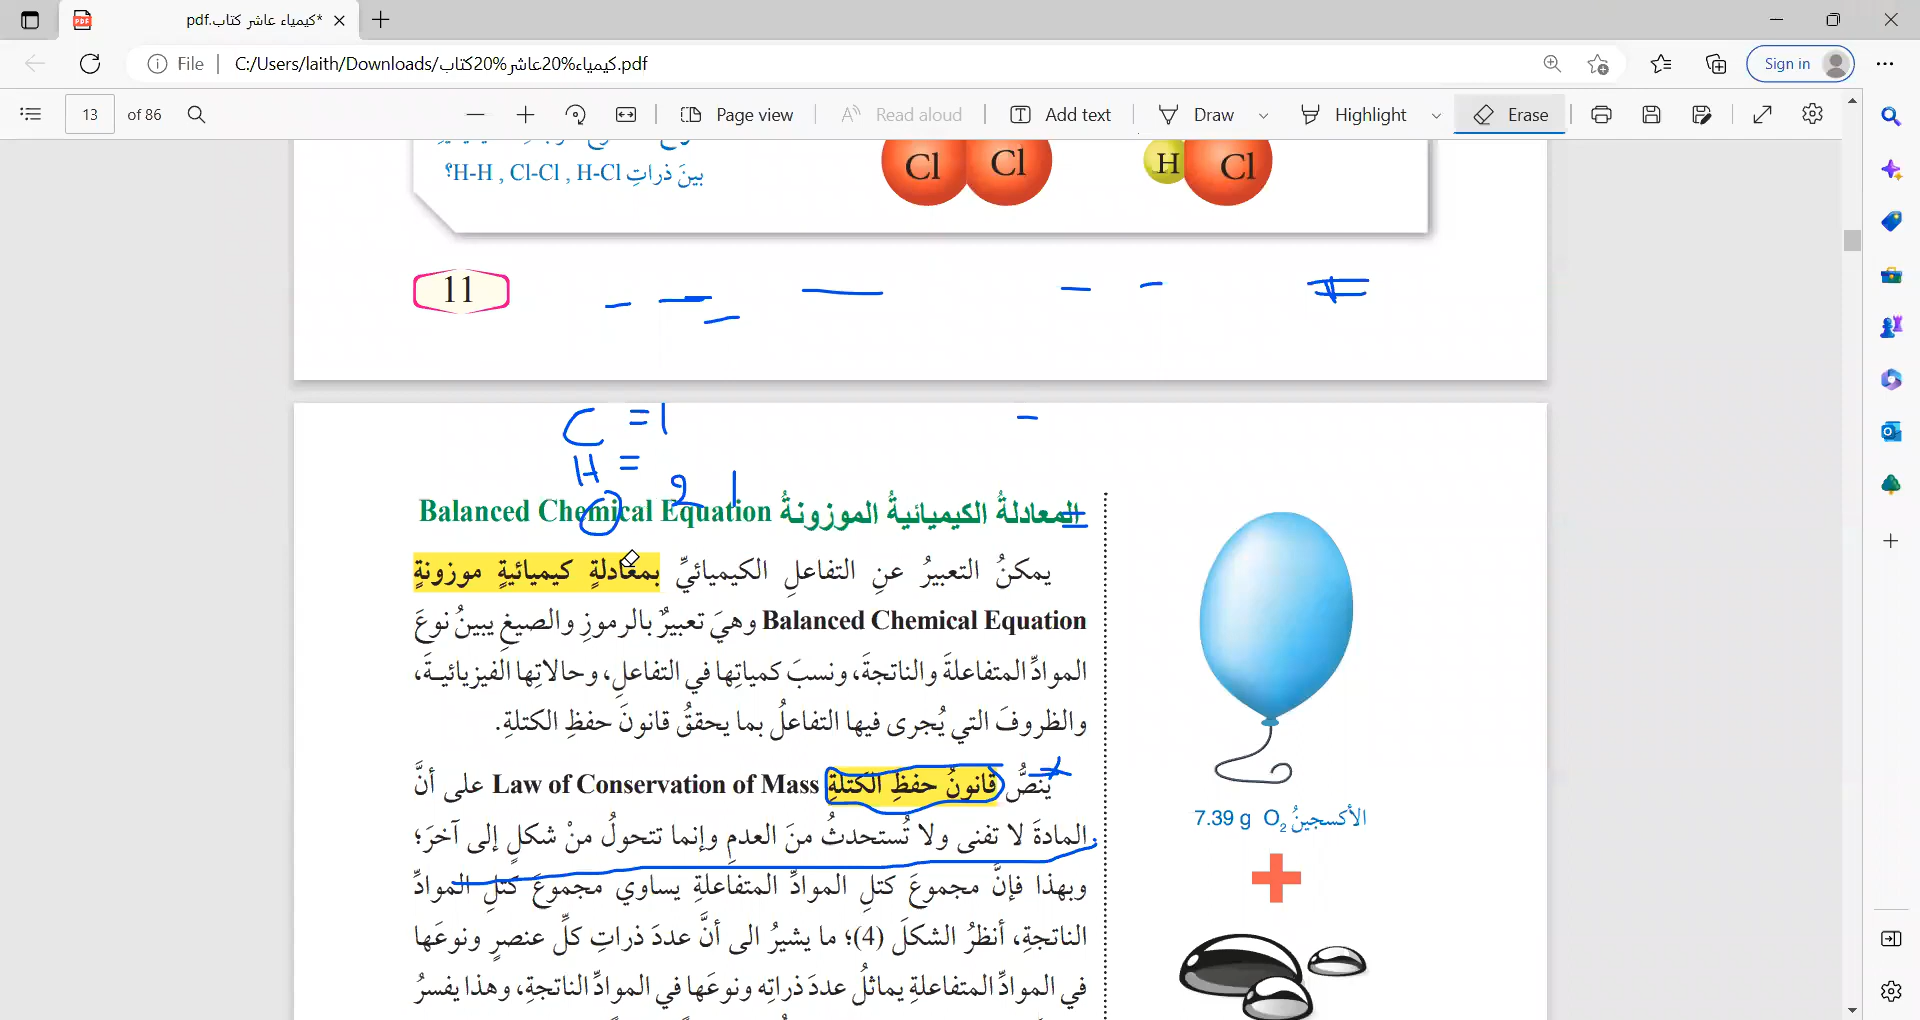 كيمياء عاشر كتاب.pdf*
File
C:/Users/laith/Downloads/كيمياء%20عاشر%20كتاب.pdf
Sign in
13 of 86
Page view
Read aloud
Add text
Draw
Highlight
Erase
بينَ ذراتِ H-H , Cl-Cl , H-Cl؟
Cl Cl H Cl
11
C = 1
H =
O 2 1
المعادلةُ الكيميائيةُ الموزونةُ Balanced Chemical Equation
يمكنُ التعبيرُ عنِ التفاعلِ الكيميائيِّ بمعادلةٍ كيميائيةٍ موزونةٍ
Balanced Chemical Equation وهيَ تعبيرٌ بالرموزِ والصيغِ يبينُ نوعَ
الموادِّ المتفاعلةَ والناتجةَ، ونسبَ كمياتِها في التفاعلِ، وحالاتِها الفيزيائيـةَ،
والظروفَ التي يُجرى فيها التفاعلُ بما يحققُ قانونَ حفظِ الكتلةِ.
ينصُّ قانونُ حفظِ الكتلةِ Law of Conservation of Mass على أنَّ
المادةَ لا تفنى ولا تُستحدثُ منَ العدمِ وإنما تتحولُ منْ شكلٍ إلى آخرَ؛
وبهذا فإنَّ مجموعَ كتلِ الموادِّ المتفاعلةِ يساوي مجموعَ كتلِ الموادِّ
الناتجةِ، أنظرُ الشكلَ (4)؛ ما يشيرُ الى أنَّ عددَ ذراتِ كلِّ عنصرٍ ونوعَها
في الموادِّ المتفاعلةِ يماثلُ عددَ ذراتِه ونوعَها في الموادِّ الناتجةِ، وهذا يفسرُ
الأكسجينُ 7.39 g O₂